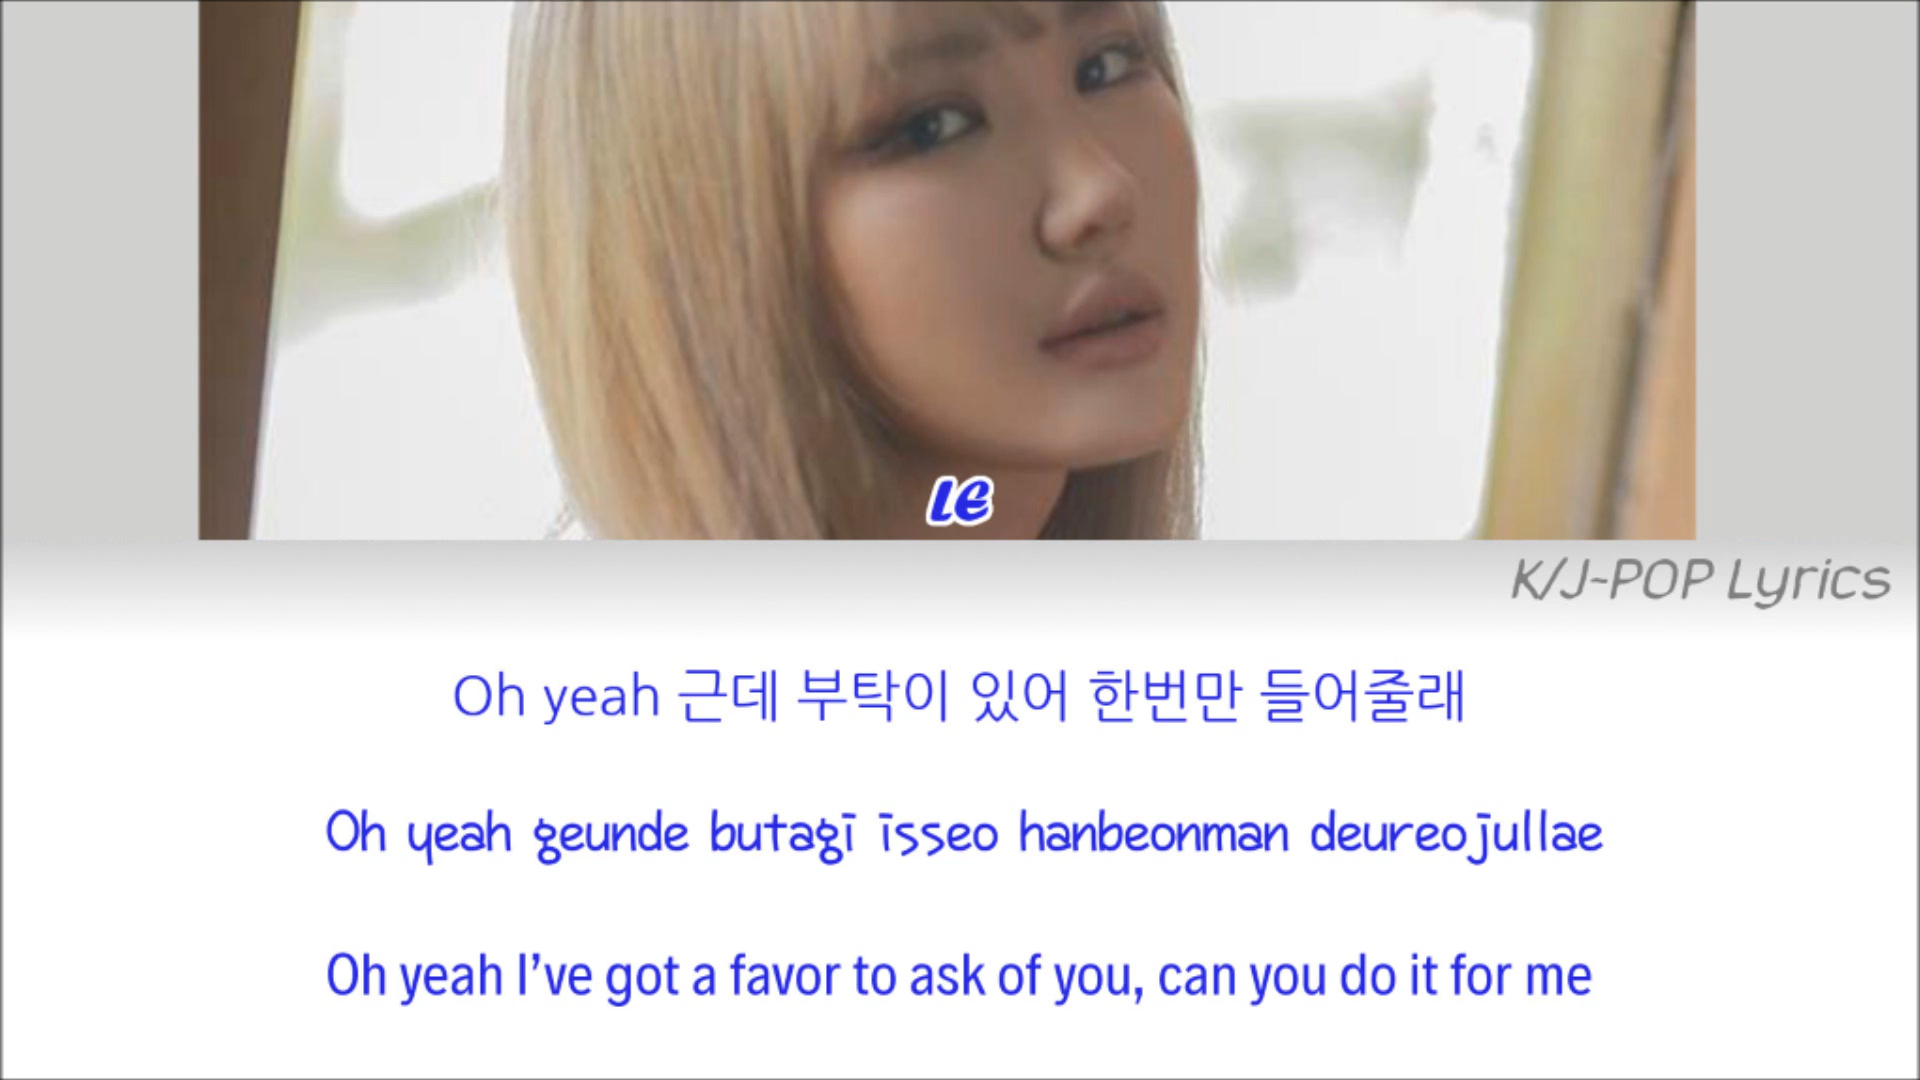 LE
K/J-POP Lyrics
Oh yeah 근데 부탁이 있어 한번만 들어줄래
Oh yeah geunde butagi isseo hanbeonman deureojullae
Oh yeah I’ve got a favor to ask of you, can you do it for me